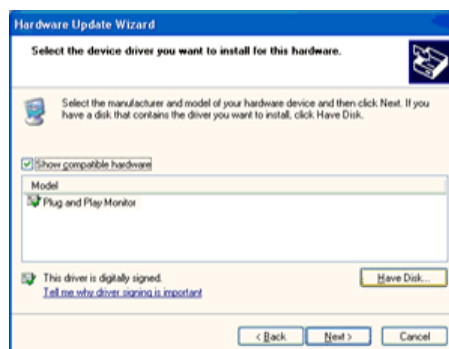 Hardware Update Wizard
Select the device driver you want to install for this hardware.
Select the manufacturer and model of your hardware device and then click Next. If you
have a disk that contains the driver you want to install, click Have Disk.
Show compatible hardware
Model
Plug and Play Monitor
This driver is digitally signed.
Have Disk...
Tell me why driver signing is important
< Back
Next >
Cancel